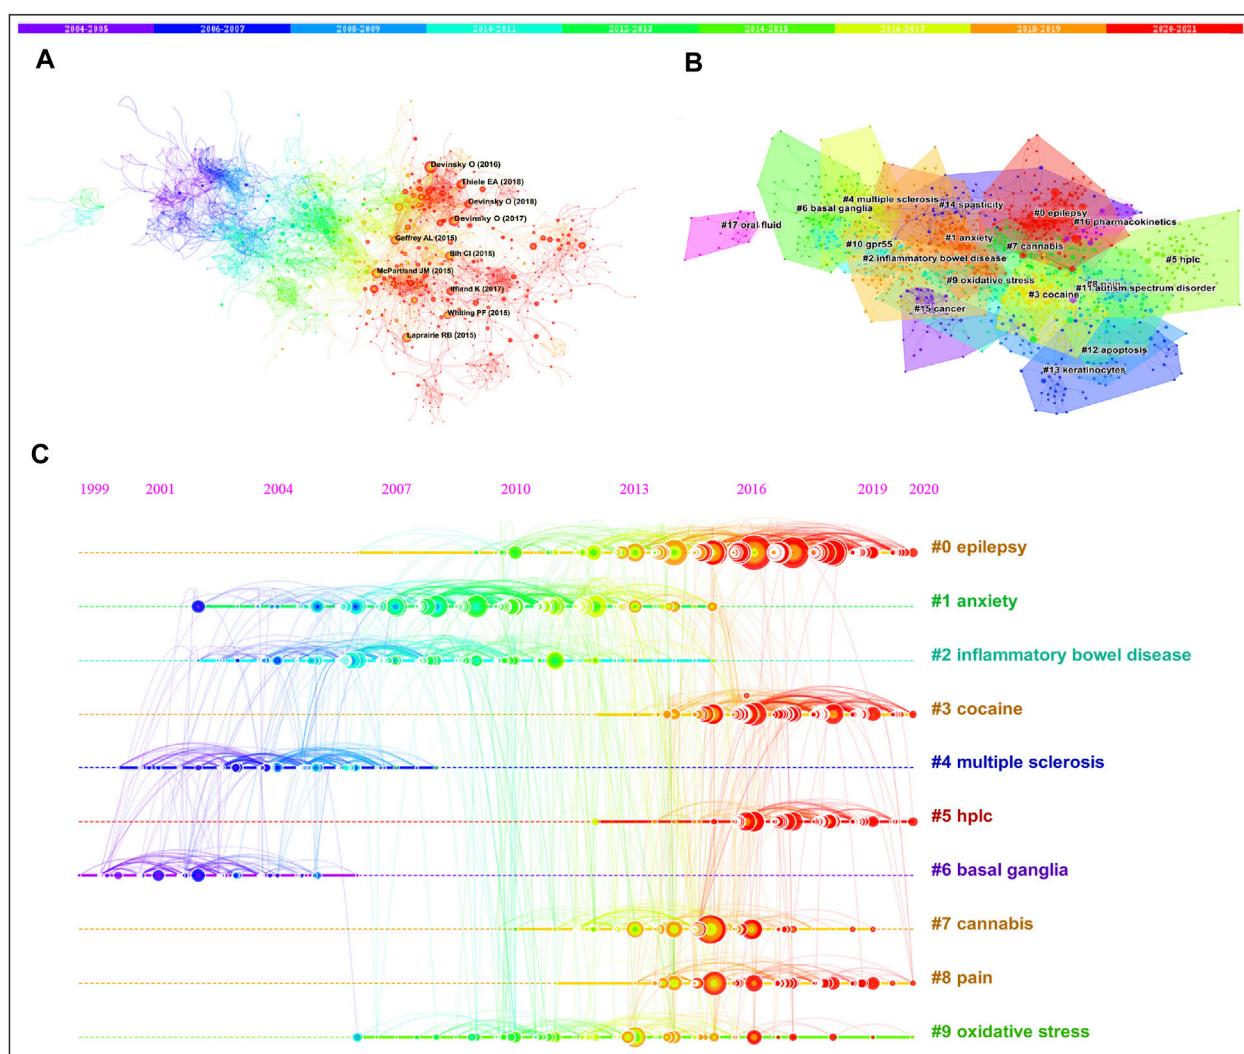 2004-2005 2006-2007 2008-2009 2010-2011 2012-2013 2014-2015 2016-2017 2018-2019 2020-2021
A
B
Devinsky O (2016)
Thiele EA (2018)
Devinsky O (2018)
Devinsky O (2017)
Geffrey AL (2015)
Bih CI (2015)
McPartland JM (2015)
Iffland K (2017)
Whiting PF (2015)
Laprairie RB (2015)
#4 multiple sclerosis
#14 spasticity
#6 basal ganglia
#0 epilepsy
#16 pharmacokinetics
#17 oral fluid
#1 anxiety
#10 gpr55
#7 cannabis
#2 inflammatory bowel disease
#5 hplc
#9 oxidative stress
#8 pain
#11 autism spectrum disorder
#3 cocaine
#15 cancer
#12 apoptosis
#13 keratinocytes
C
1999 2001 2004 2007 2010 2013 2016 2019 2020
#0 epilepsy
#1 anxiety
#2 inflammatory bowel disease
#3 cocaine
#4 multiple sclerosis
#5 hplc
#6 basal ganglia
#7 cannabis
#8 pain
#9 oxidative stress